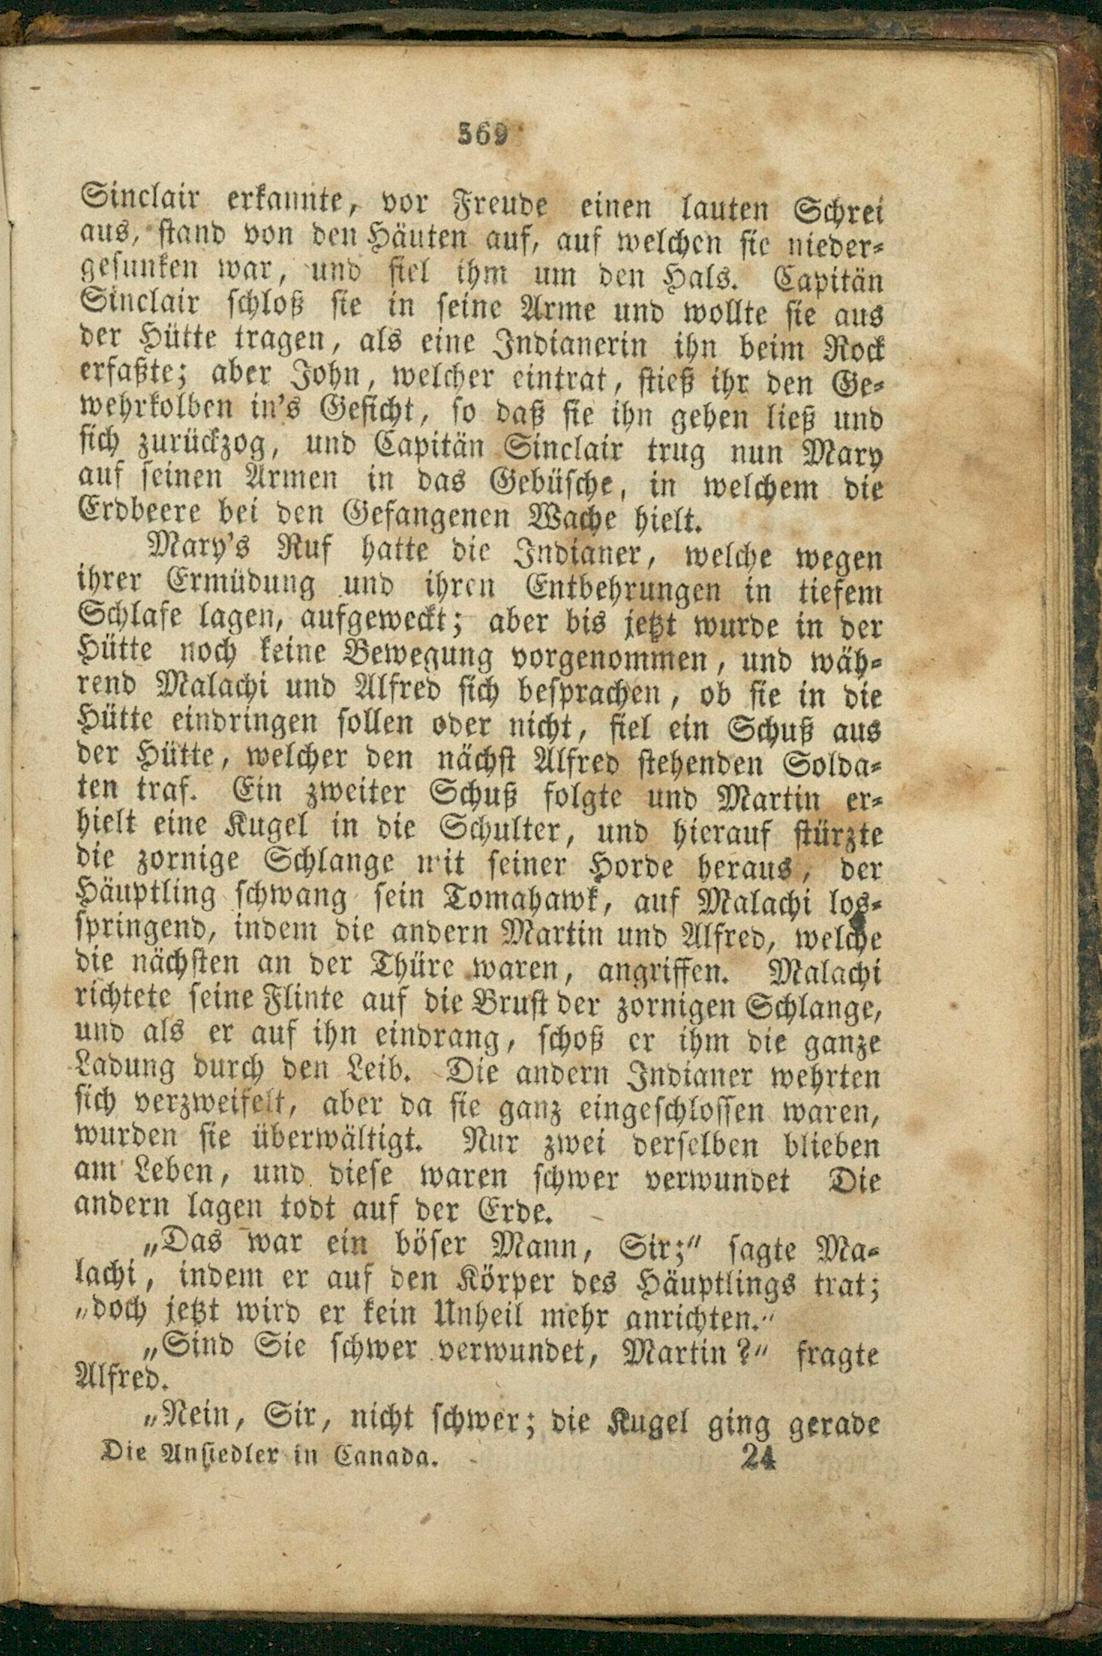 369
Sinclair erkannte, vor Freude einen lauten Schrei
aus, stand von den Häuten auf, auf welchen sie nieder-
gesunken war, und fiel ihm um den Hals. Capitän
Sinclair schloß sie in seine Arme und wollte sie aus
der Hütte tragen, als eine Indianerin ihn beim Rock
erfaßte; aber John, welcher eintrat, stieß ihr den Ge-
wehrkolben in's Gesicht, so daß sie ihn gehen ließ und
sich zurückzog, und Capitän Sinclair trug nun Mary
auf seinen Armen in das Gebüsche, in welchem die
Erdbeere bei den Gefangenen Wache hielt.
Mary's Ruf hatte die Indianer, welche wegen
ihrer Ermüdung und ihren Entbehrungen in tiefem
Schlafe lagen, aufgeweckt; aber bis jetzt wurde in der
Hütte noch keine Bewegung vorgenommen, und wäh-
rend Malachi und Alfred sich besprachen, ob sie in die
Hütte eindringen sollen oder nicht, fiel ein Schuß aus
der Hütte, welcher den nächst Alfred stehenden Solda-
ten traf. Ein zweiter Schuß folgte und Martin er-
hielt eine Kugel in die Schulter, und hierauf stürzte
die zornige Schlange mit seiner Horde heraus, der
Häuptling schwang sein Tomahawk, auf Malachi los-
springend, indem die andern Martin und Alfred, welche
die nächsten an der Thüre waren, angriffen. Malachi
richtete seine Flinte auf die Brust der zornigen Schlange,
und als er auf ihn eindrang, schoß er ihm die ganze
Ladung durch den Leib. Die andern Indianer wehrten
sich verzweifelt, aber da sie ganz eingeschlossen waren,
wurden sie überwältigt. Nur zwei derselben blieben
am Leben, und diese waren schwer verwundet Die
andern lagen todt auf der Erde.
„Das war ein böser Mann, Sir;“ sagte Ma-
lachi, indem er auf den Körper des Häuptlings trat;
„doch jetzt wird er kein Unheil mehr anrichten.“
„Sind Sie schwer verwundet, Martin?“ fragte
Alfred.
„Nein, Sir, nicht schwer; die Kugel ging gerade
Die Ansiedler in Canada. 24